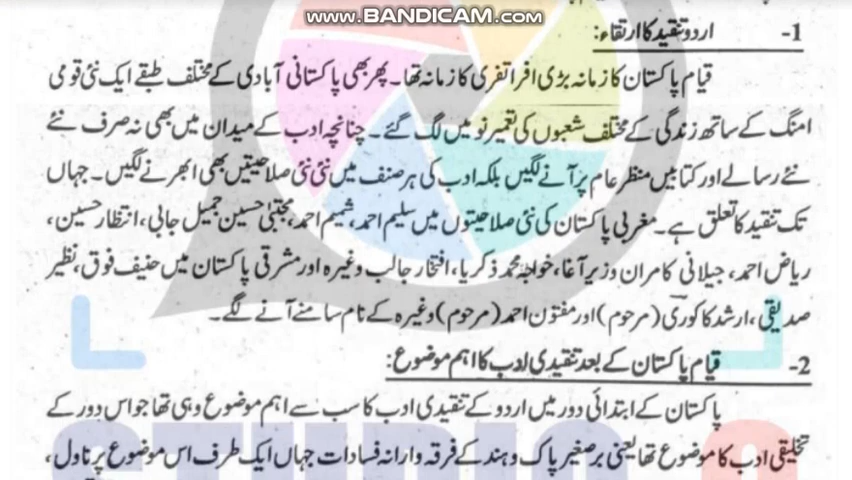 www.BANDICAM.com
1- اردو تنقید کا ارتقاء:
قیام پاکستان کا زمانہ بڑی افراتفری کا زمانہ تھا۔ پھر بھی پاکستانی آبادی کے مختلف طبقے ایک نئی قومی
امنگ کے ساتھ زندگی کے مختلف شعبوں کی تعمیر نو میں لگ گئے۔ چنانچہ ادب کے میدان میں بھی نہ صرف نئے
نئے رسالے اور کتابیں منظر عام پر آنے لگیں بلکہ ادب کی ہر صنف میں نئی نئی صلاحیتیں بھی ابھرنے لگیں۔ جہاں
تک تنقید کا تعلق ہے۔ مغربی پاکستان کی نئی صلاحیتوں میں سلیم احمد، شمیم احمد، مجتبیٰ حسین جمیل جالبی، انتظار حسین،
ریاض احمد، جیلانی کامران وزیر آغا، خواجہ محمد ذکریا، افتخار جالب وغیرہ اور مشرقی پاکستان میں حنیف فوق، نظیر
صدیقی، ارشد کاکوری (مرحوم) اور مفتون احمد (مرحوم) وغیرہ کے نام سامنے آنے لگے۔
2- قیام پاکستان کے بعد تنقیدی ادب کا اہم موضوع:
پاکستان کے ابتدائی دور میں اردو کے تنقیدی ادب کا سب سے اہم موضوع وہی تھا جو اس دور کے
تخلیقی ادب کا موضوع تھا یعنی برصغیر پاک و ہند کے فرقہ وارانہ فسادات جہاں ایک طرف اس موضوع پر ناول،